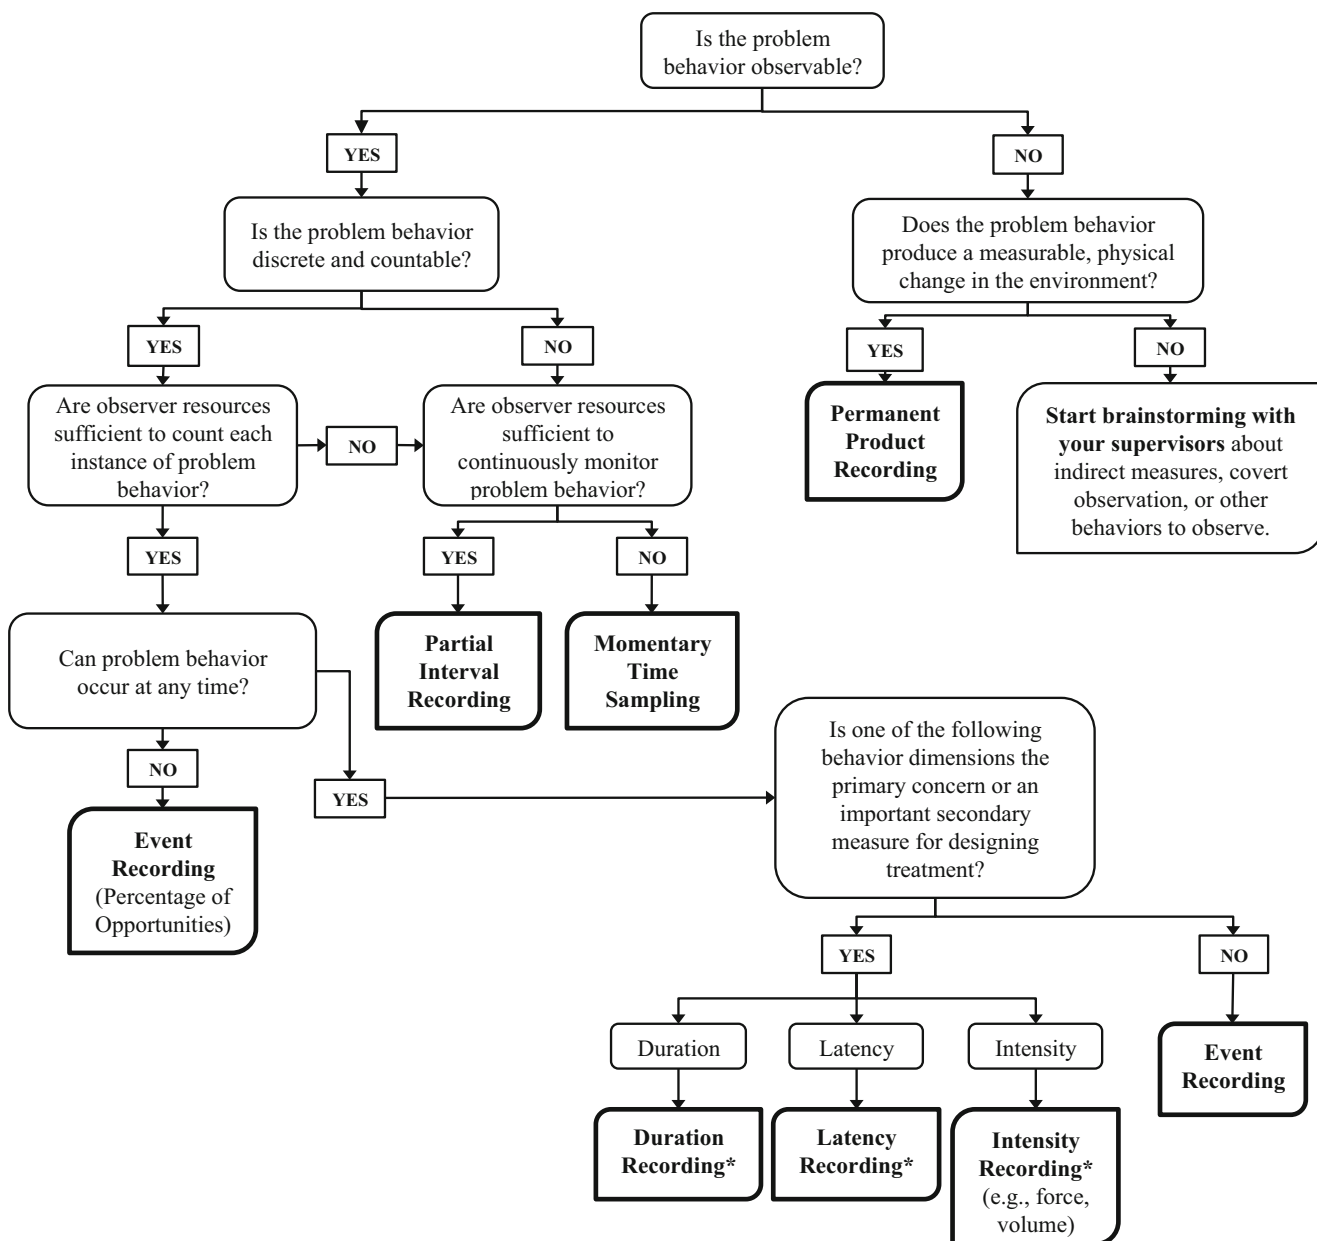 Is the problem
behavior observable?
YES
NO
Is the problem behavior
discrete and countable?
Does the problem behavior
produce a measurable, physical
change in the environment?
YES
NO
YES
NO
Are observer resources
sufficient to count each
instance of problem
behavior?
NO
Are observer resources
sufficient to
continuously monitor
problem behavior?
Permanent
Product
Recording
Start brainstorming with
your supervisors about
indirect measures, covert
observation, or other
behaviors to observe.
YES
YES
NO
Can problem behavior
occur at any time?
Partial
Interval
Recording
Momentary
Time
Sampling
NO
YES
Is one of the following
behavior dimensions the
primary concern or an
important secondary
measure for designing
treatment?
Event
Recording
(Percentage of
Opportunities)
YES
NO
Duration
Latency
Intensity
Event
Recording
Duration
Recording*
Latency
Recording*
Intensity
Recording*
(e.g., force,
volume)